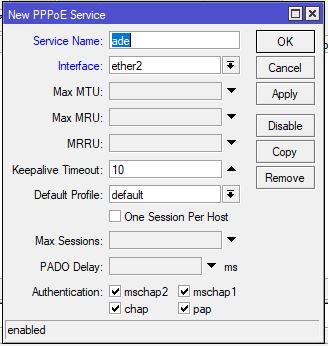 New PPPoE Service
Service Name: ade
OK
Interface: ether2
Cancel
Max MTU:
Apply
Max MRU:
Disable
MRRU:
Copy
Keepalive Timeout: 10
Remove
Default Profile: default
One Session Per Host
Max Sessions:
PADO Delay: ms
Authentication: mschap2 mschap1
chap pap
enabled